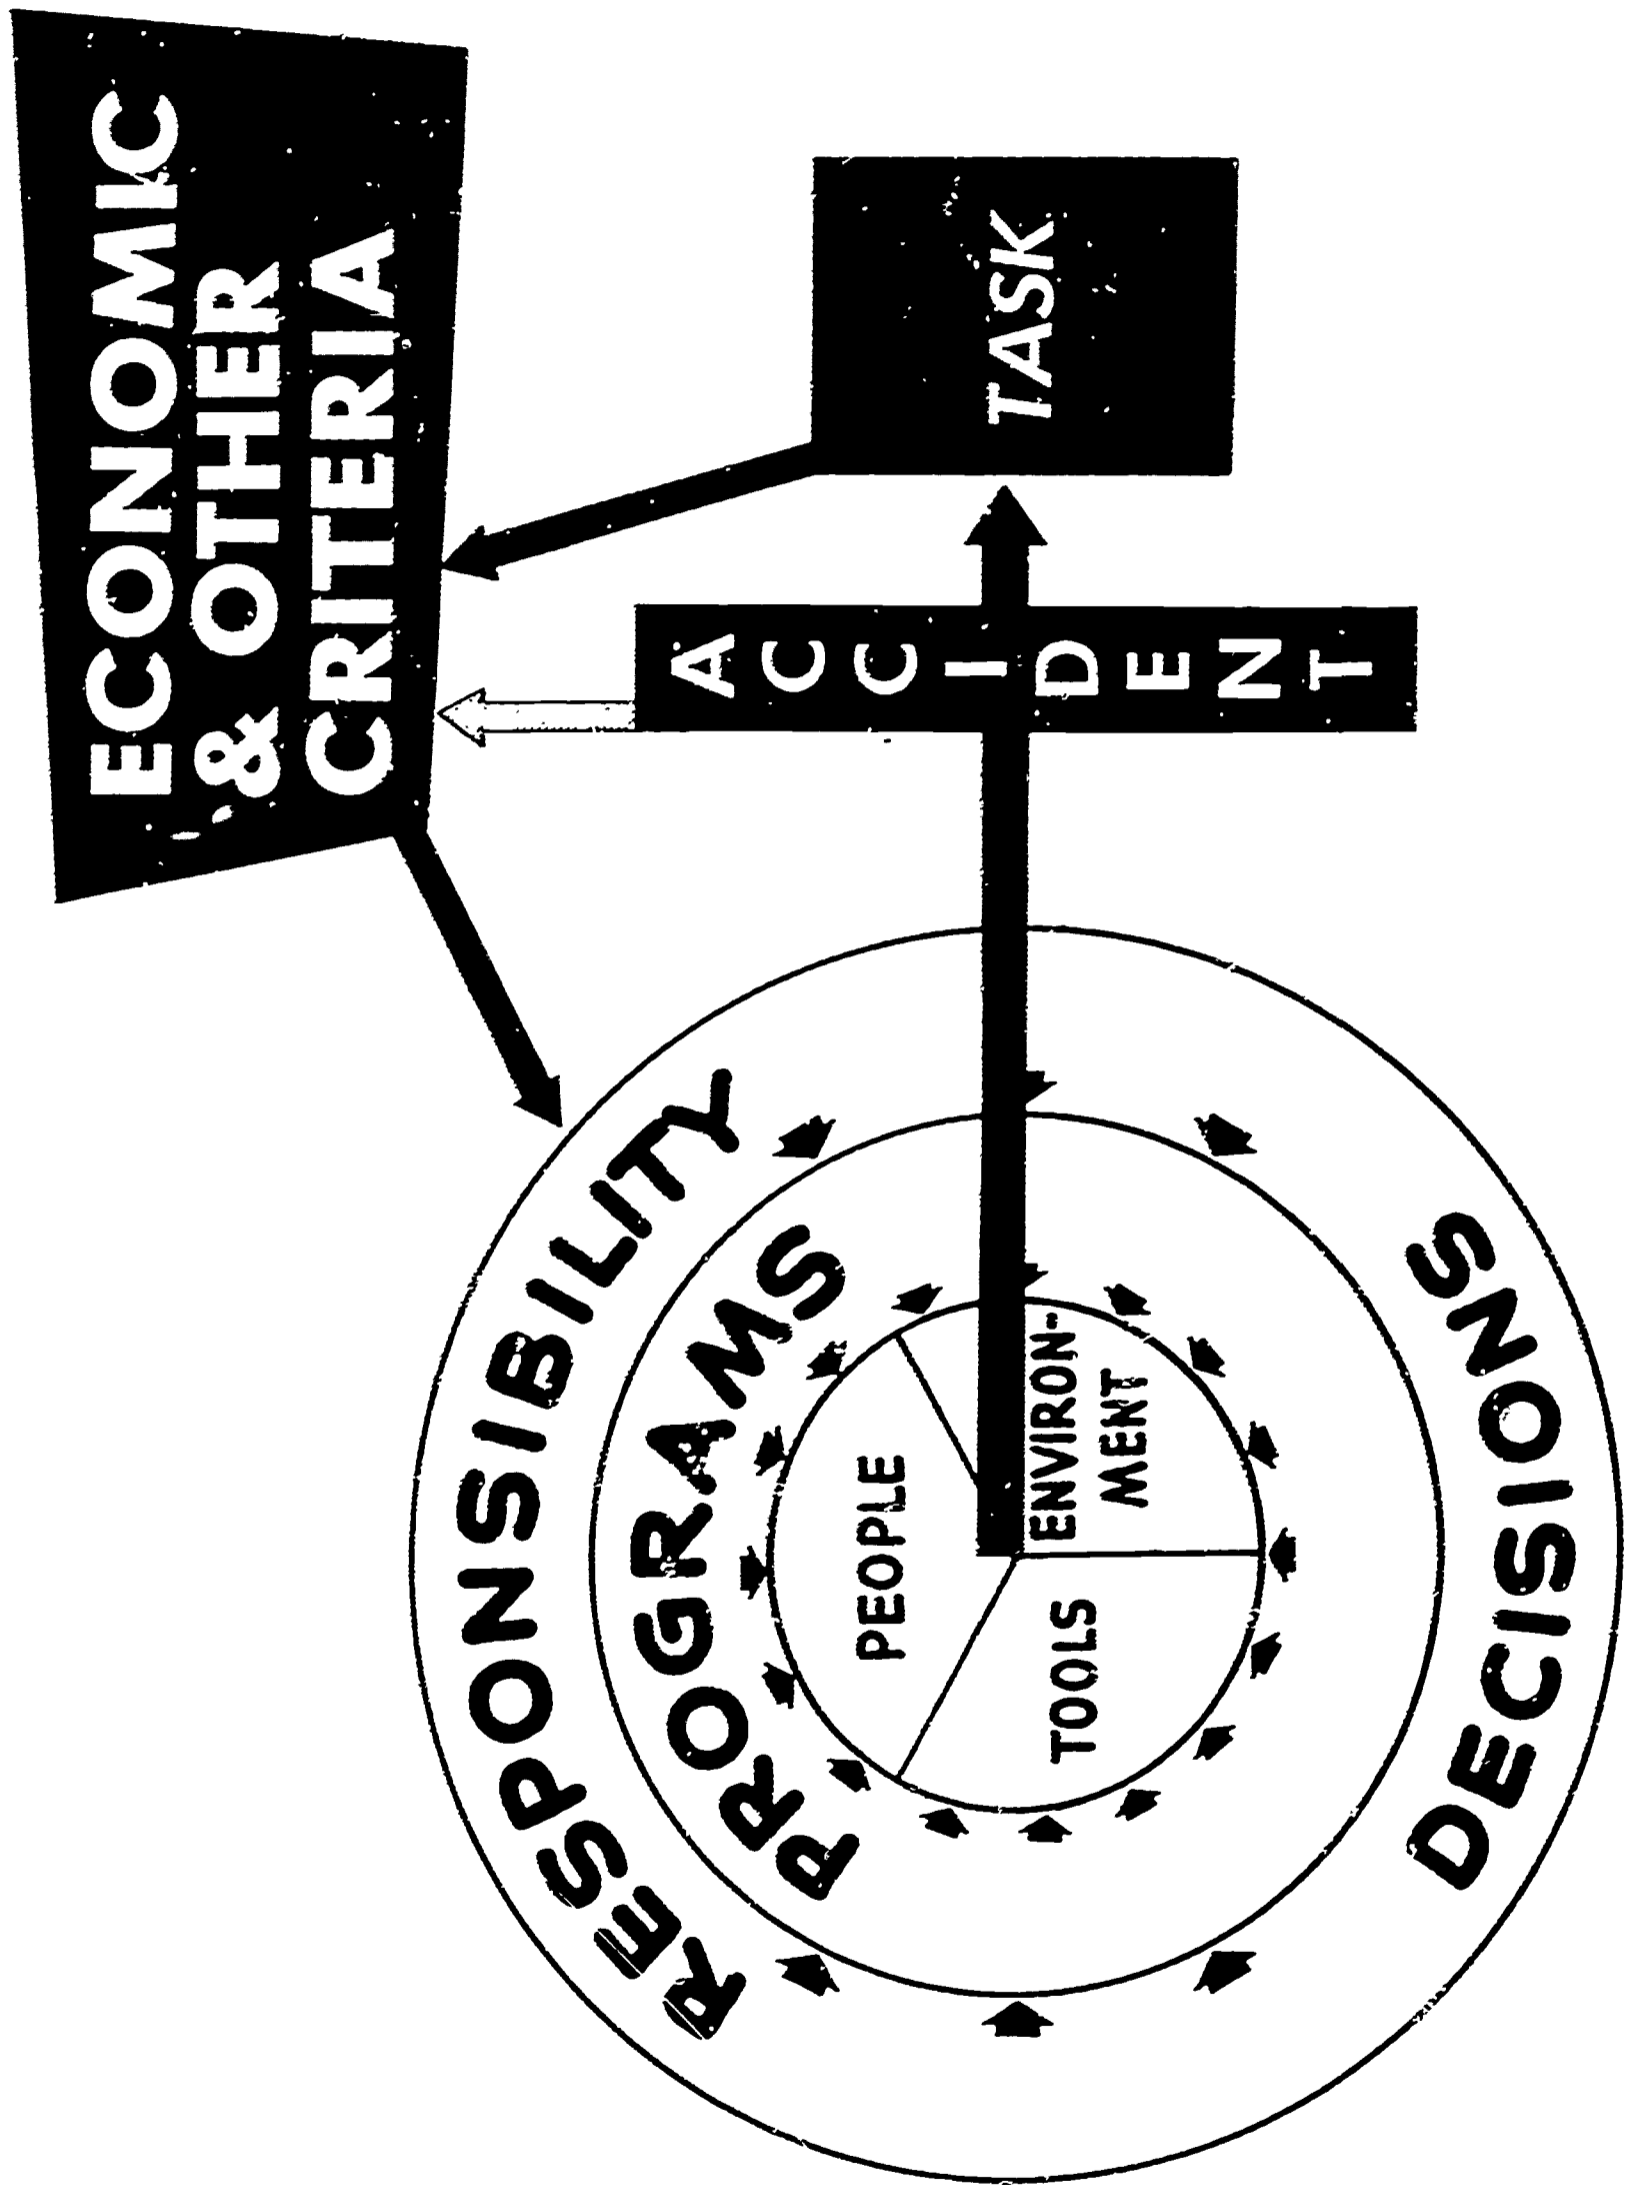 ECONOMIC
& OTHER
CRITERIA
TASK
ACCIDENT
RESPONSIBILITY
PROGRAMS
PEOPLE
ENVIRON-
MENT
TOOLS
DECISIONS